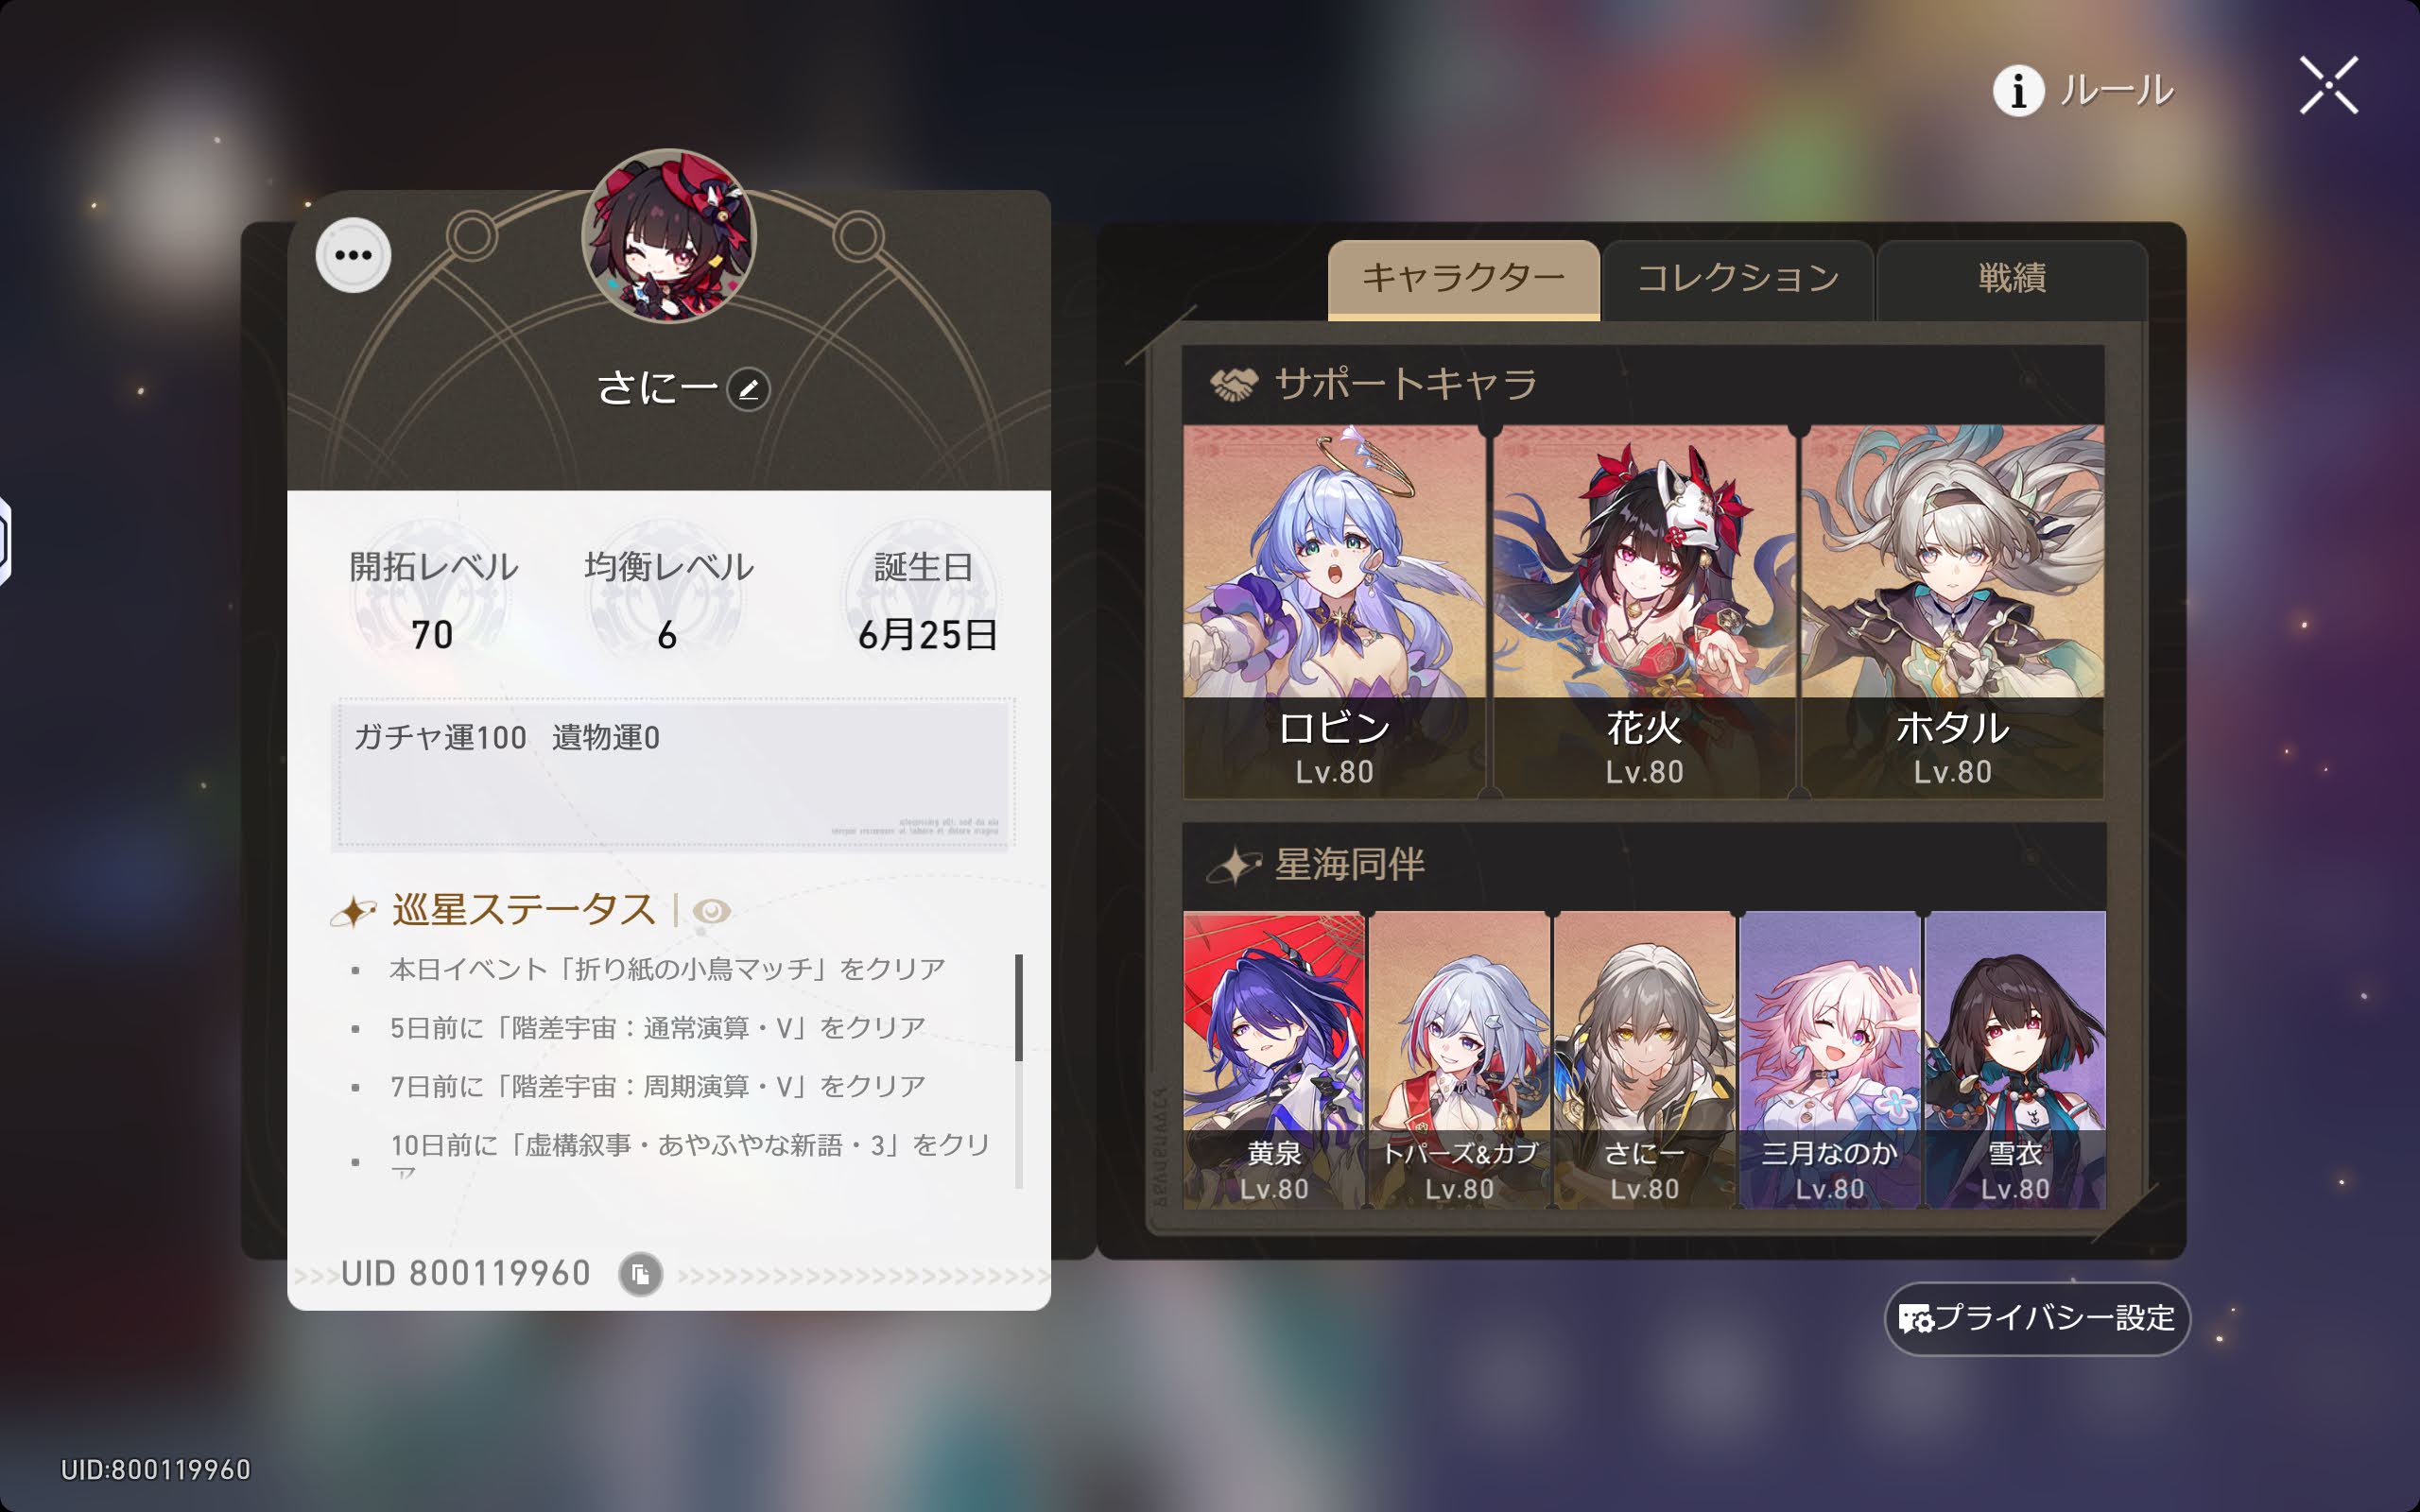 ルール
さにー
開拓レベル 均衡レベル 誕生日
70 6 6月25日
ガチャ運100 遺物運0
巡星ステータス
本日イベント「折り紙の小鳥マッチ」をクリア
5日前に「階差宇宙:通常演算・V」をクリア
7日前に「階差宇宙:周期演算・V」をクリア
10日前に「虚構叙事・あやふやな新語・3」をクリ
ア
UID 800119960
キャラクター コレクション 戦績
サポートキャラ
ロビン 花火 ホタル
Lv.80 Lv.80 Lv.80
星海同伴
黄泉 トパーズ&カブ さにー 三月なのか 雪衣
Lv.80 Lv.80 Lv.80 Lv.80 Lv.80
プライバシー設定
UID:800119960